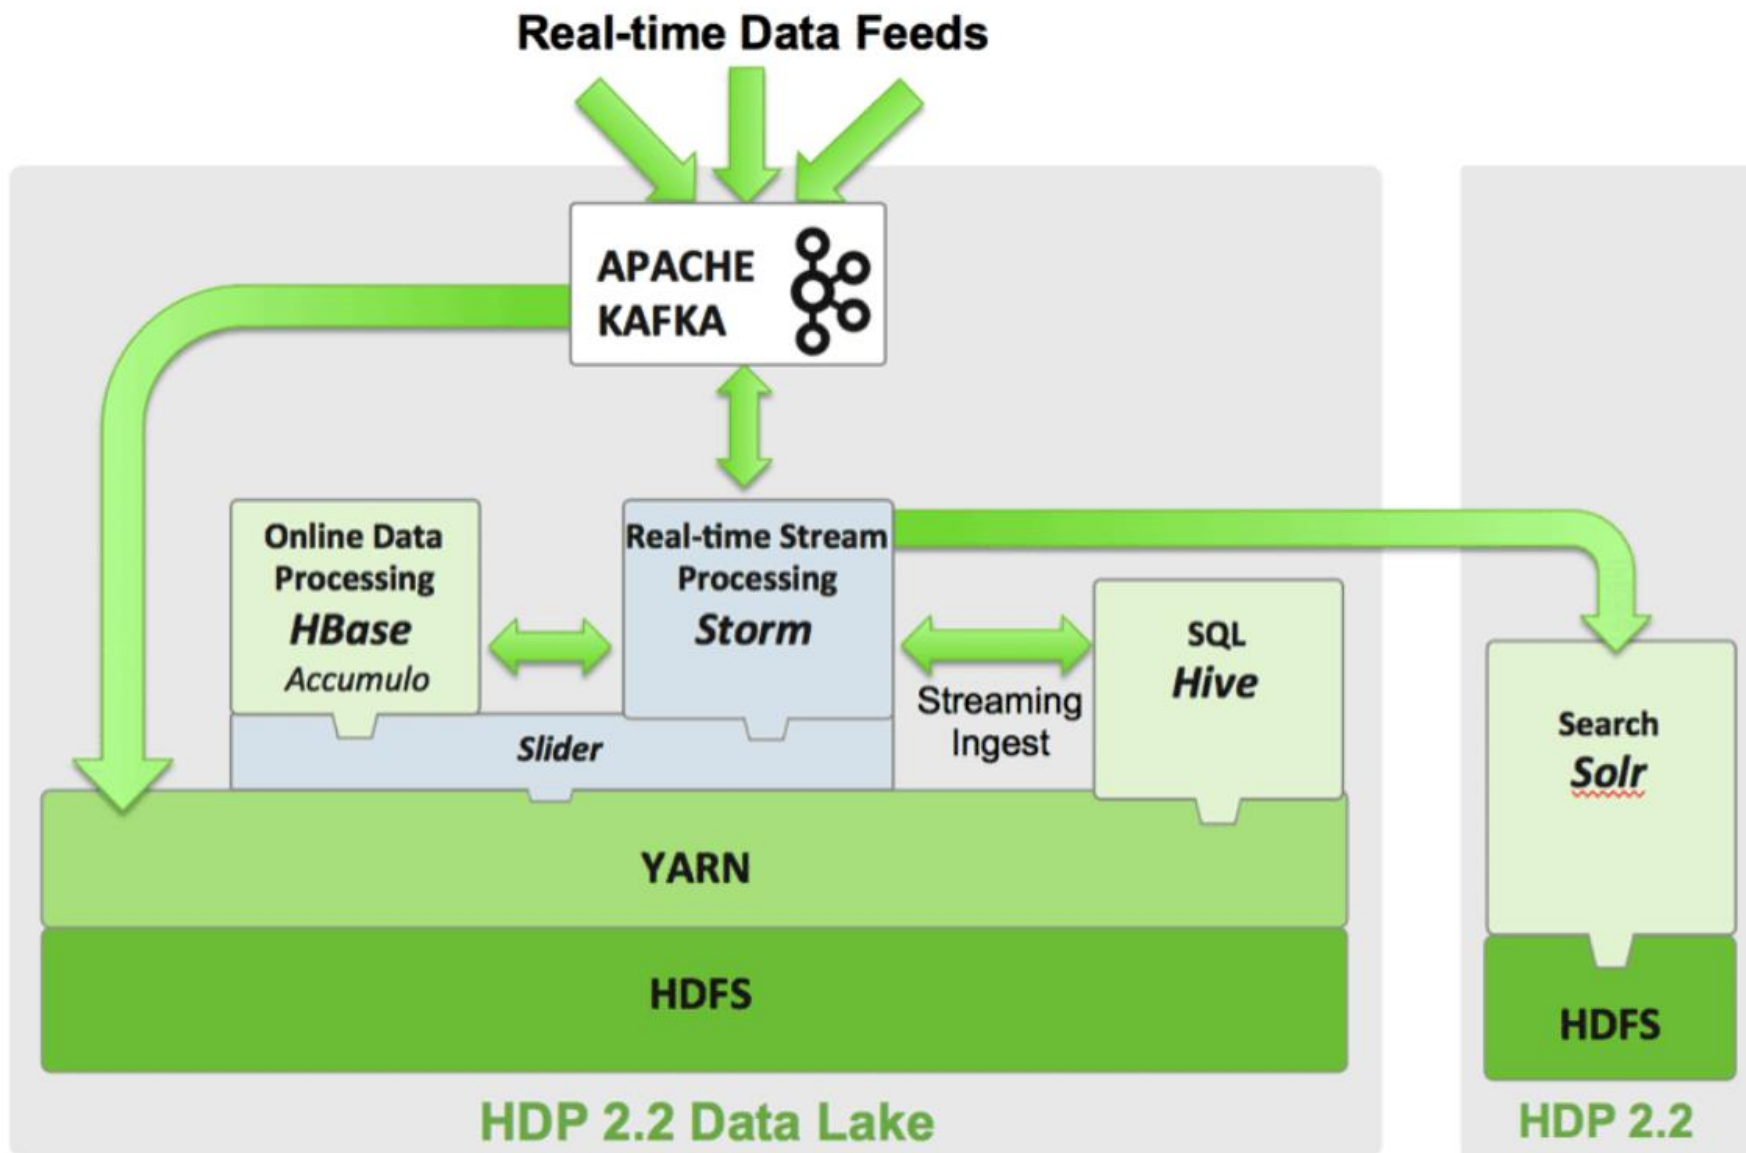 Real-time Data Feeds
APACHE
KAFKA
Online Data
Processing
HBase
Accumulo
Real-time Stream
Processing
Storm
Streaming
Ingest
SQL
Hive
Search
Solr
Slider
YARN
HDFS
HDFS
HDP 2.2 Data Lake
HDP 2.2